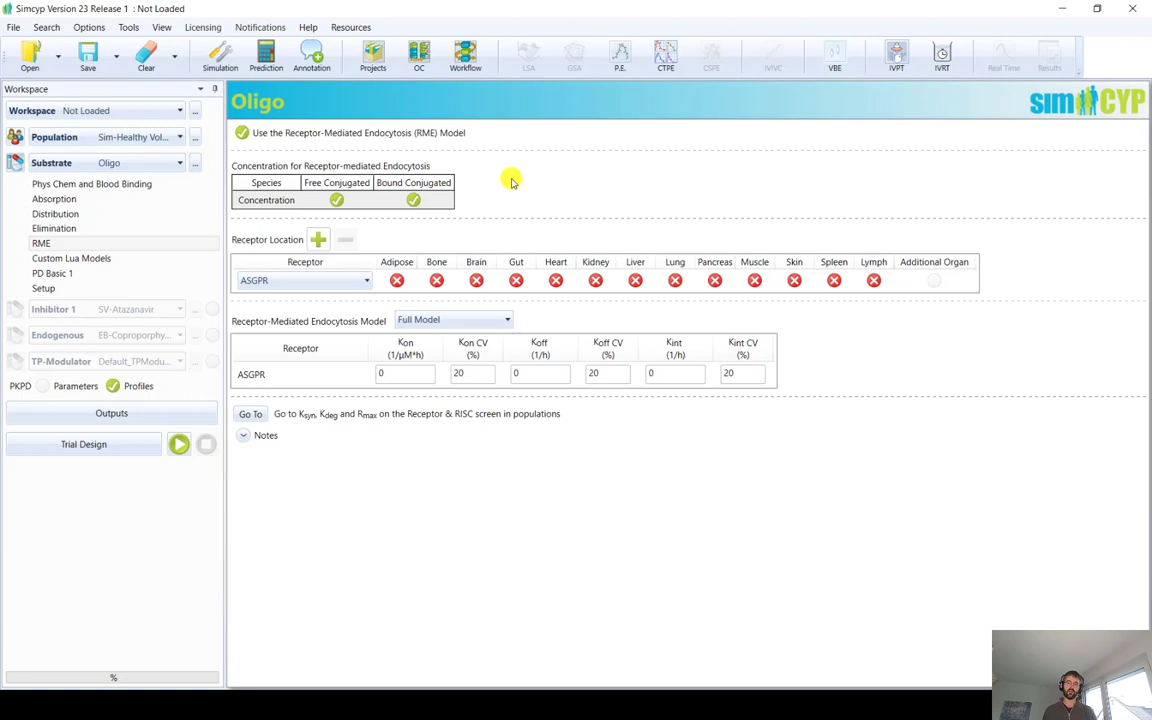 Simcyp Version 23 Release 1 : Not Loaded
File Search Options Tools View Licensing Notifications Help Resources
Open Save Clear Simulation Prediction Annotation Projects OC Workflow LSA GSA P.E. CTPE CSPE IVIVC VBE IVPT IVRT Real Time Results
Workspace
Workspace Not Loaded ...
Population Sim-Healthy Vol... ...
Substrate Oligo ...
Phys Chem and Blood Binding
Absorption
Distribution
Elimination
RME
Custom Lua Models
PD Basic 1
Setup
Inhibitor 1 SV-Atazanavir ...
Endogenous EB-Coproporphy... ...
TP-Modulator Default_TPModu... ...
PKPD Parameters Profiles
Outputs
Trial Design
%
Oligo
simCYP
Use the Receptor-Mediated Endocytosis (RME) Model
Concentration for Receptor-mediated Endocytosis
Species Free Conjugated Bound Conjugated
Concentration
Receptor Location
Receptor Adipose Bone Brain Gut Heart Kidney Liver Lung Pancreas Muscle Skin Spleen Lymph Additional Organ
ASGPR
Receptor-Mediated Endocytosis Model Full Model
Receptor Kon (1/µM*h) Kon CV (%) Koff (1/h) Koff CV (%) Kint (1/h) Kint CV (%)
ASGPR 0 20 0 20 0 20
Go To Go to Ksyn, Kdeg and Rmax on the Receptor & RISC screen in populations
Notes